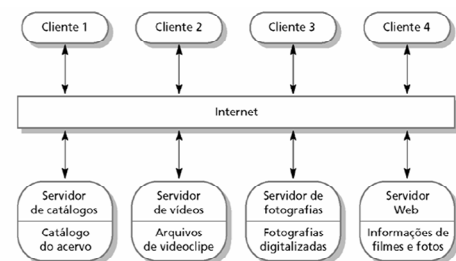 Cliente 1
Cliente 2
Cliente 3
Cliente 4
Internet
Servidor
de catálogos
Catálogo
do acervo
Servidor
de vídeos
Arquivos
de videoclipe
Servidor de
fotografias
Fotografias
digitalizadas
Servidor
Web
Informações de
filmes e fotos